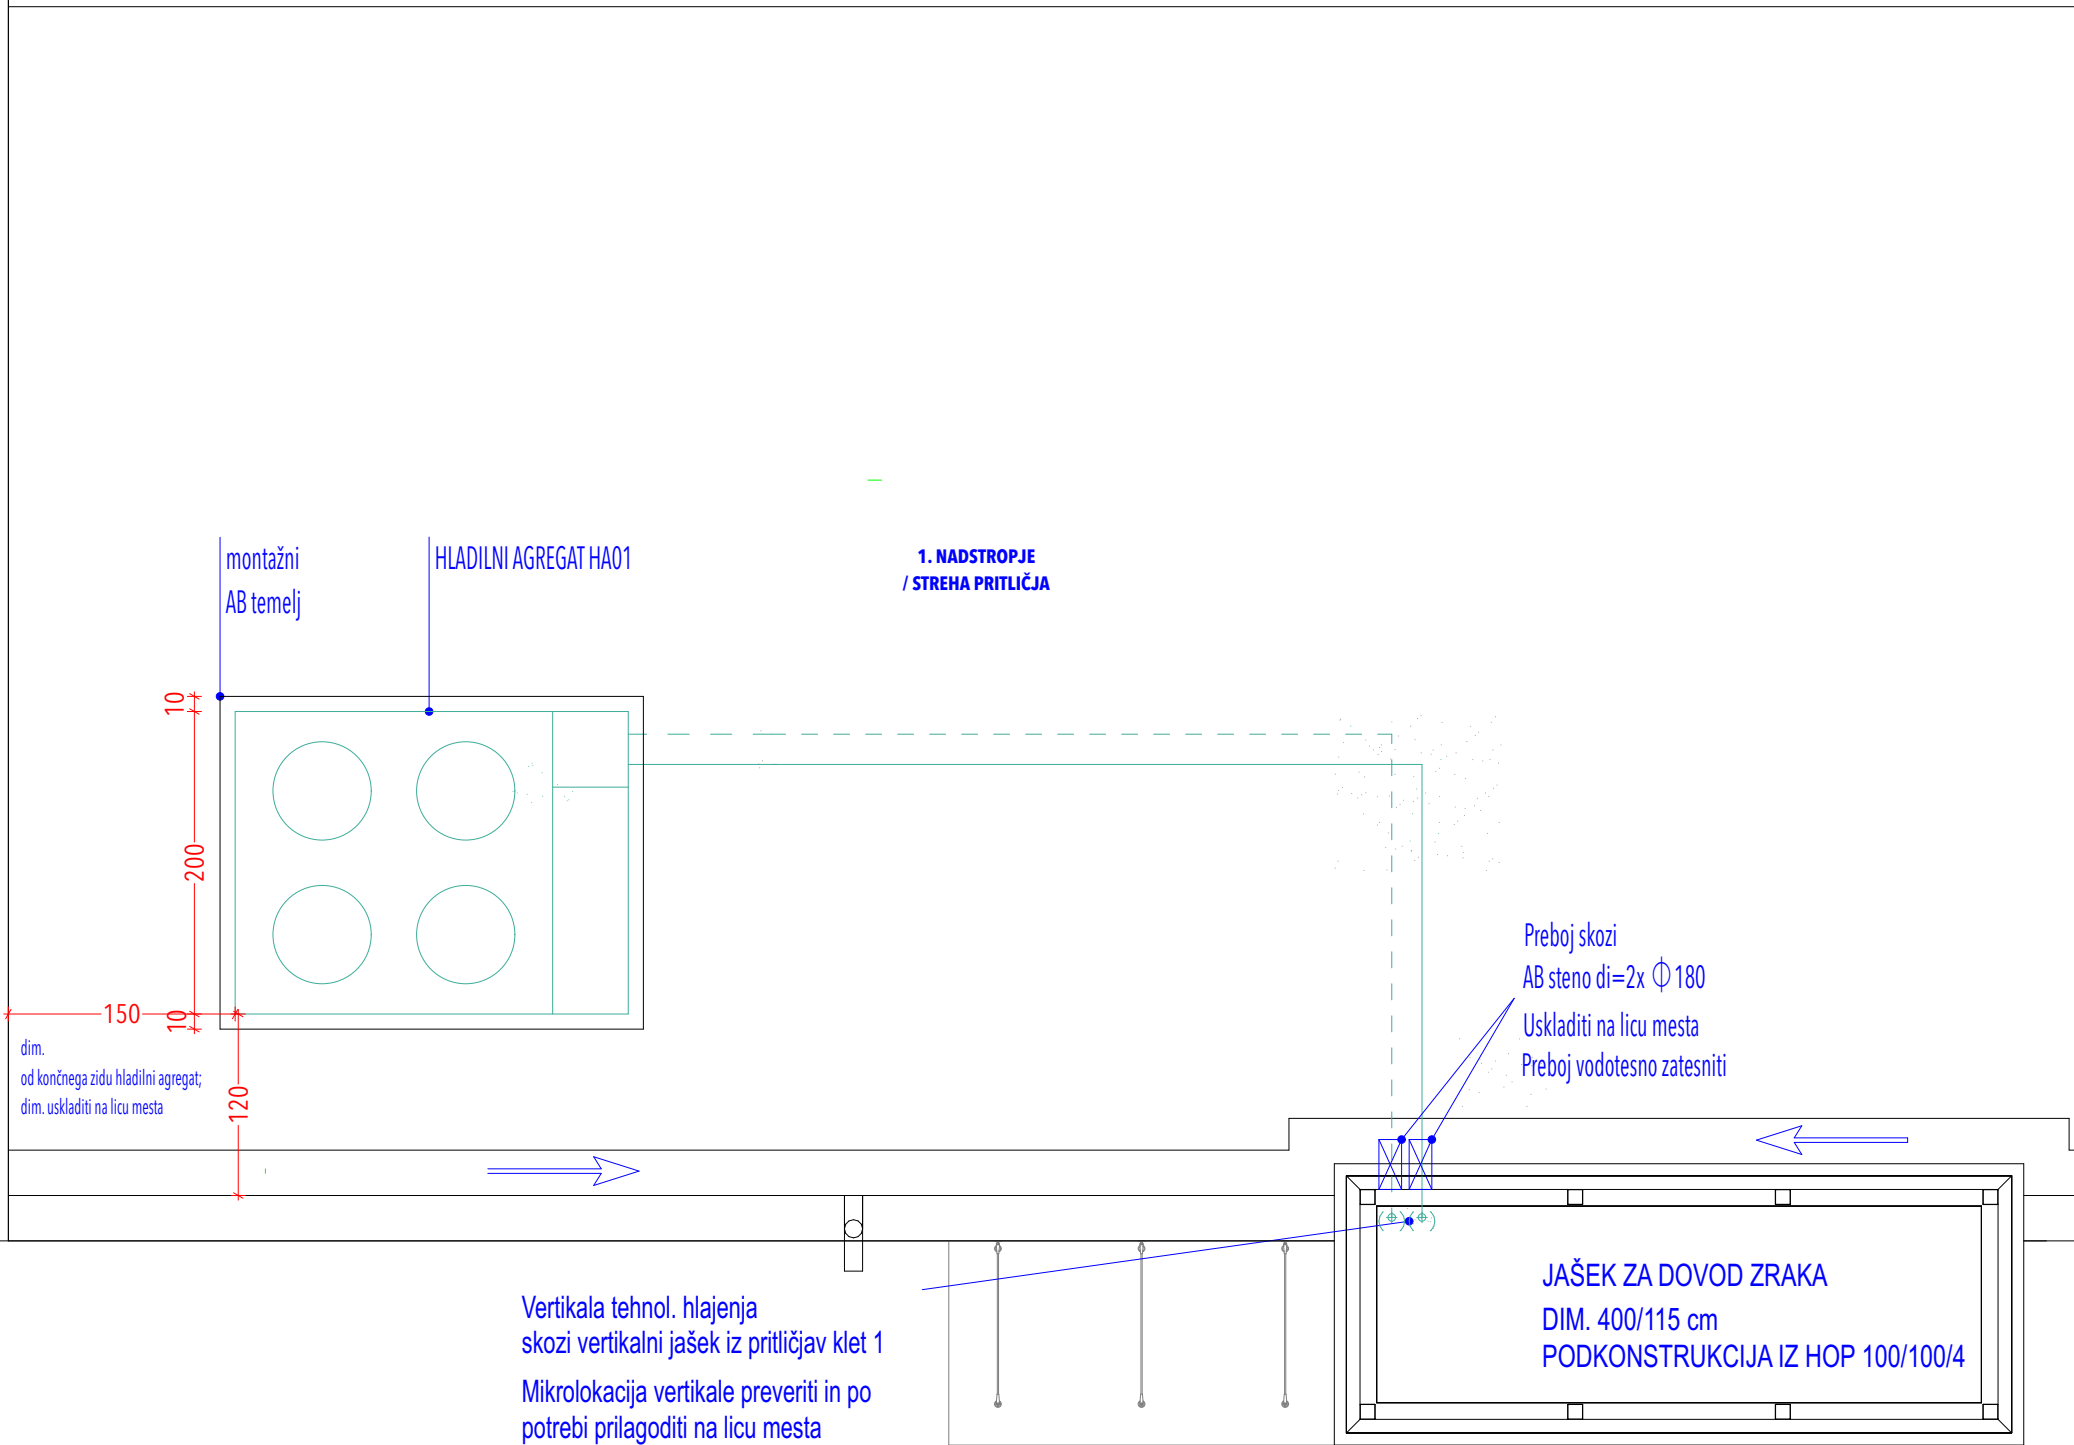 montažni
AB temelj
HLADILNI AGREGAT HA01
1. NADSTROPJE
/ STREHA PRITLIČJA
10
200
150
10
120
dim.
od končnega zidu hladilni agregat;
dim. uskladiti na licu mesta
Preboj skozi
AB steno di=2x Φ180
Uskladiti na licu mesta
Preboj vodotesno zatesniti
Vertikala tehnol. hlajenja
skozi vertikalni jašek iz pritličjav klet 1
Mikrolokacija vertikale preveriti in po
potrebi prilagoditi na licu mesta
JAŠEK ZA DOVOD ZRAKA
DIM. 400/115 cm
PODKONSTRUKCIJA IZ HOP 100/100/4